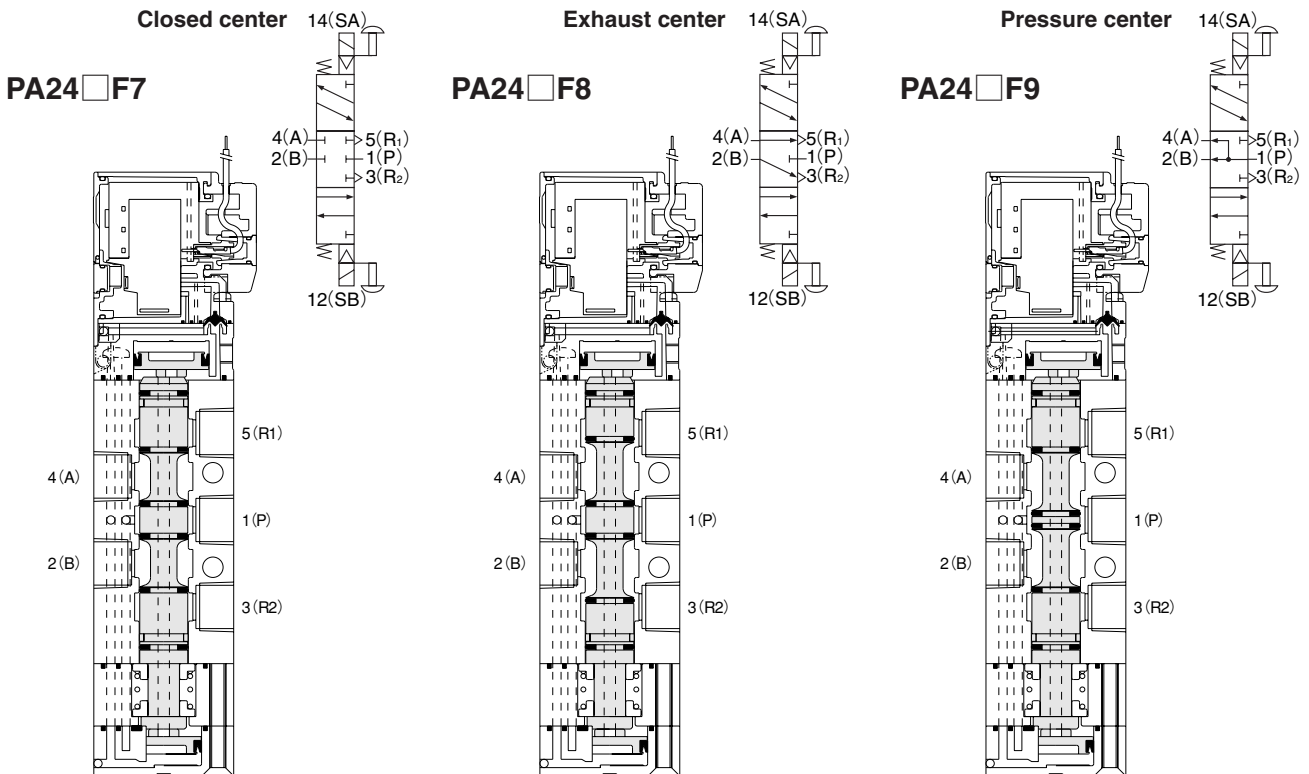 Closed center
14(SA)
PA24□F7
4(A)
5(R1)
2(B)
1(P)
3(R2)
12(SB)
5(R1)
4(A)
1(P)
2(B)
3(R2)
Exhaust center
14(SA)
PA24□F8
4(A)
5(R1)
2(B)
1(P)
3(R2)
12(SB)
5(R1)
4(A)
1(P)
2(B)
3(R2)
Pressure center
14(SA)
PA24□F9
4(A)
5(R1)
2(B)
1(P)
3(R2)
12(SB)
5(R1)
4(A)
1(P)
2(B)
3(R2)